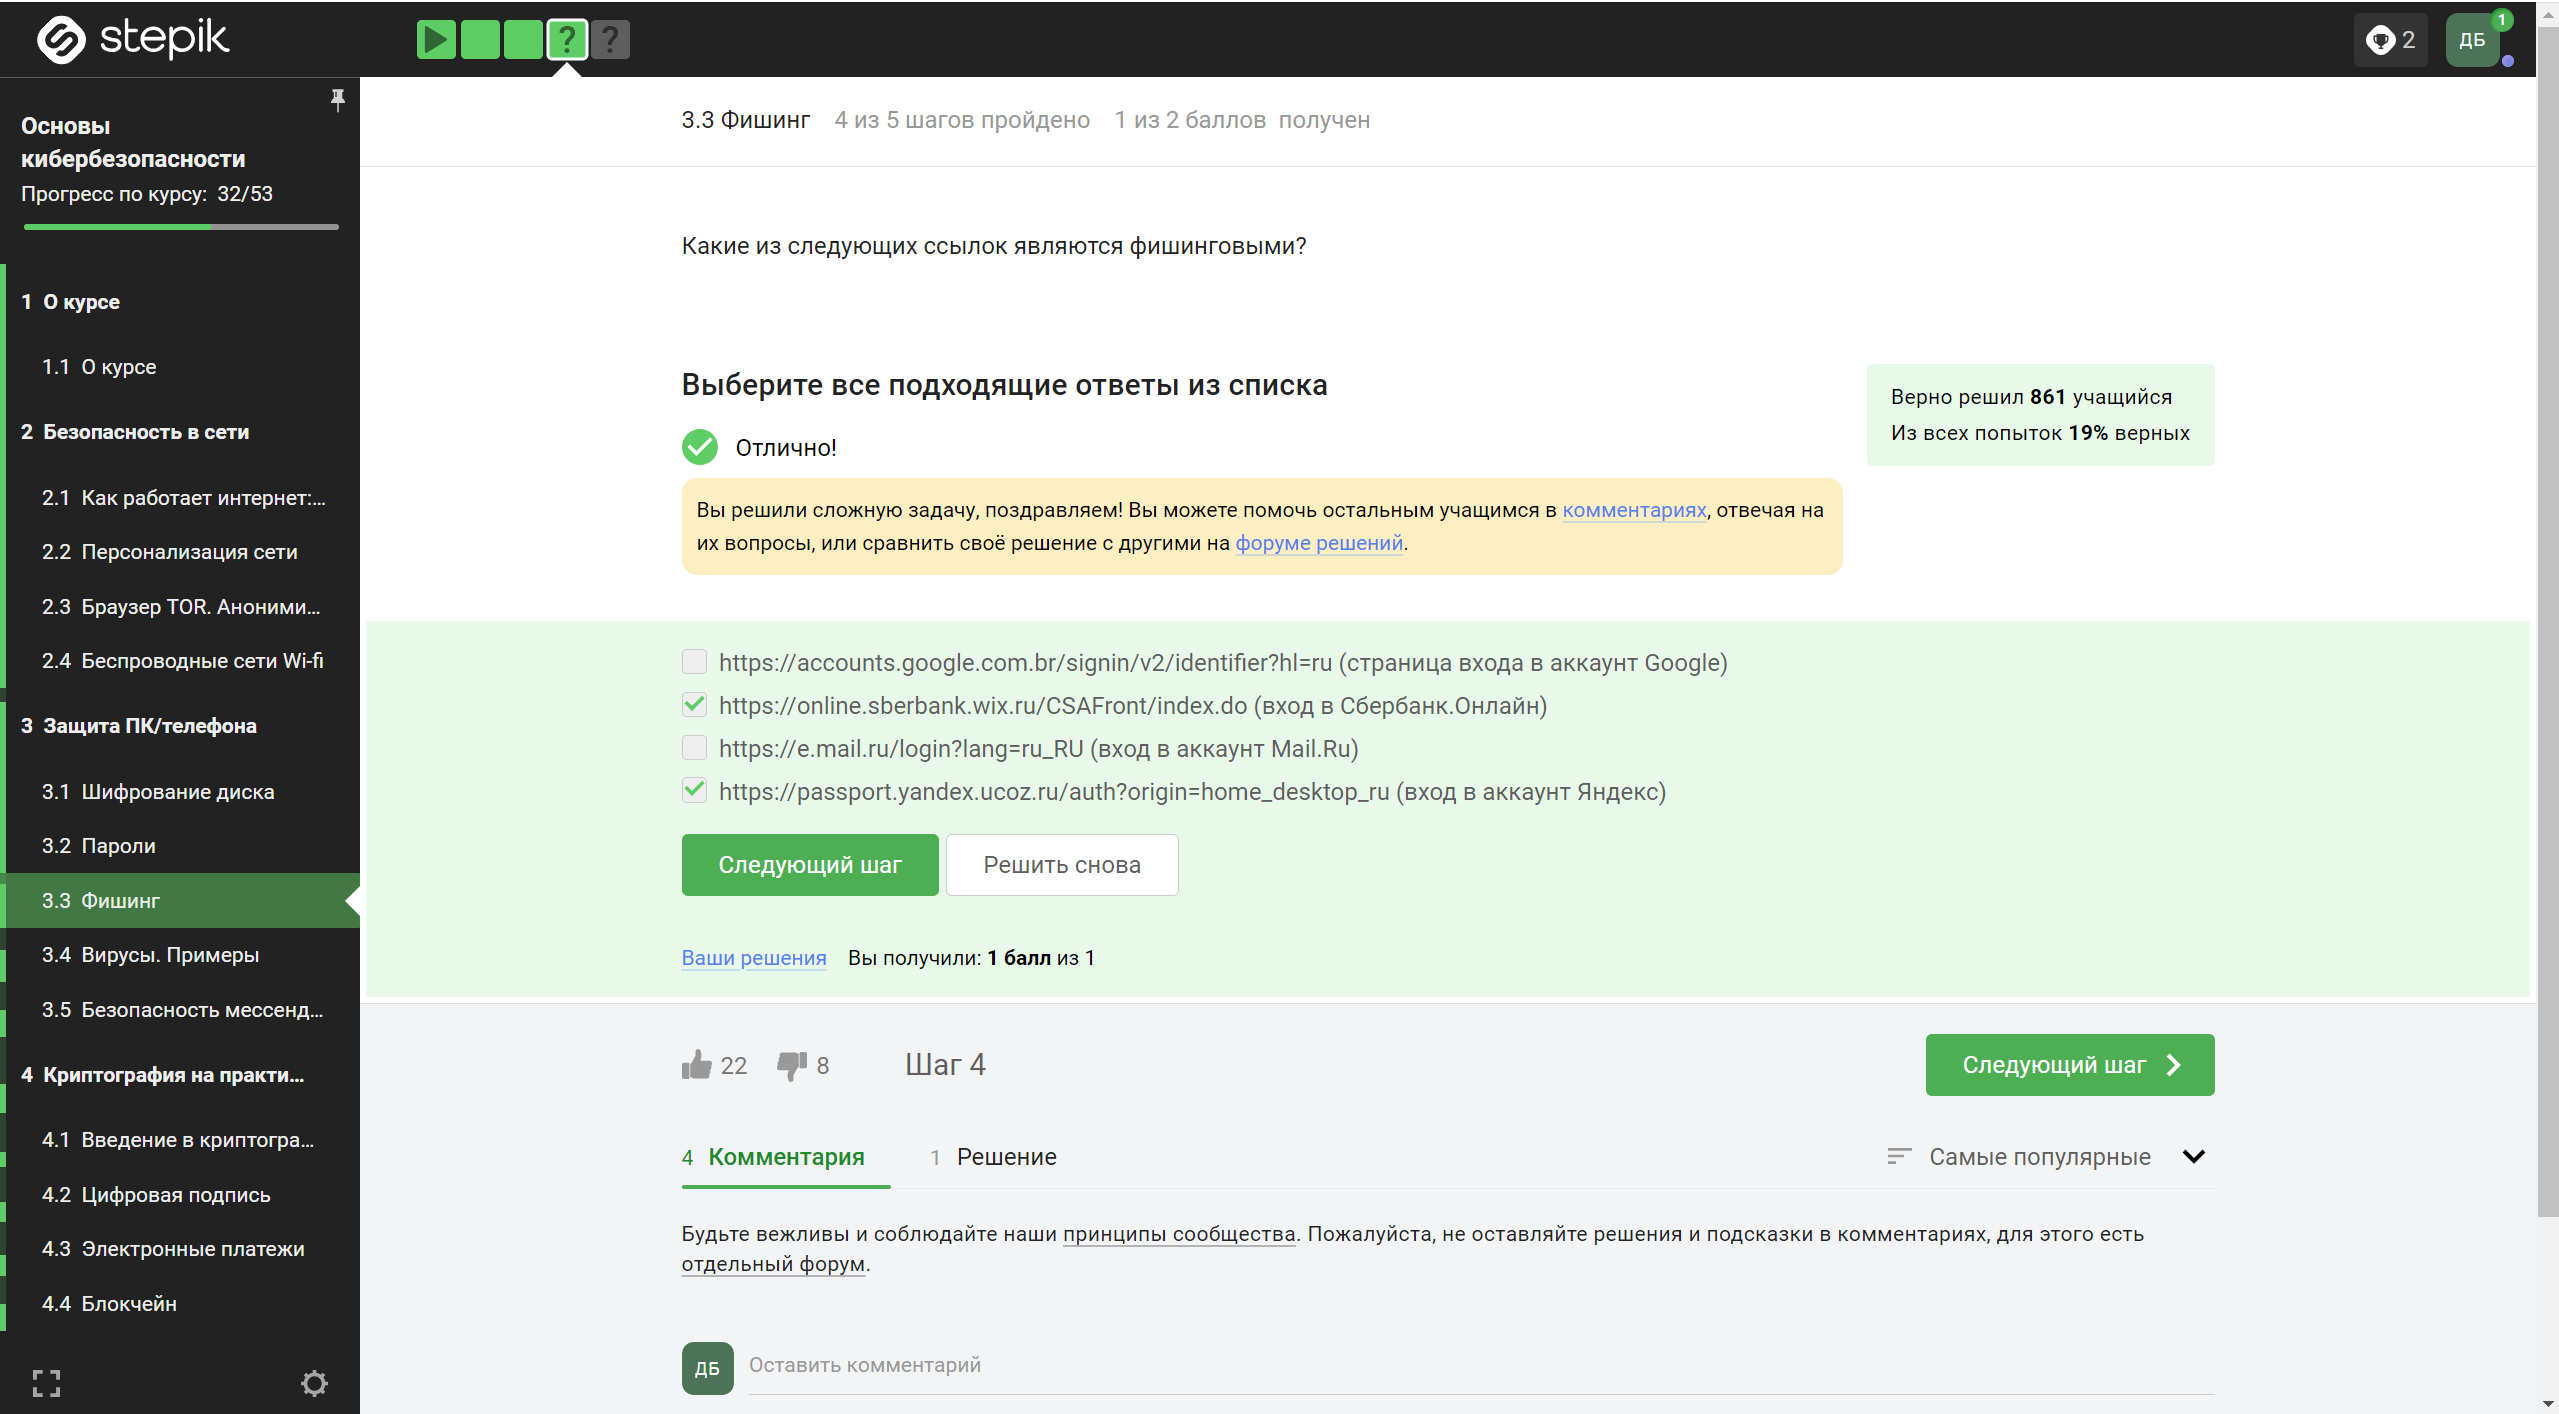 stepik
?
?
2
ДБ
1
Основы
кибербезопасности
Прогресс по курсу: 32/53
1 О курсе
1.1 О курсе
2 Безопасность в сети
2.1 Как работает интернет:...
2.2 Персонализация сети
2.3 Браузер TOR. Аноними...
2.4 Беспроводные сети Wi-fi
3 Защита ПК/телефона
3.1 Шифрование диска
3.2 Пароли
3.3 Фишинг
3.4 Вирусы. Примеры
3.5 Безопасность мессенд...
4 Криптография на практи...
4.1 Введение в криптогра...
4.2 Цифровая подпись
4.3 Электронные платежи
4.4 Блокчейн
3.3 Фишинг 4 из 5 шагов пройдено 1 из 2 баллов получен
Какие из следующих ссылок являются фишинговыми?
Выберите все подходящие ответы из списка
Отлично!
Вы решили сложную задачу, поздравляем! Вы можете помочь остальным учащимся в комментариях, отвечая на
их вопросы, или сравнить своё решение с другими на форуме решений.
Верно решил 861 учащийся
Из всех попыток 19% верных
https://accounts.google.com.br/signin/v2/identifier?hl=ru (страница входа в аккаунт Google)
https://online.sberbank.wix.ru/CSAFront/index.do (вход в Сбербанк.Онлайн)
https://e.mail.ru/login?lang=ru_RU (вход в аккаунт Mail.Ru)
https://passport.yandex.ucoz.ru/auth?origin=home_desktop_ru (вход в аккаунт Яндекс)
Следующий шаг Решить снова
Ваши решения Вы получили: 1 балл из 1
22 8 Шаг 4 Следующий шаг
4 Комментария 1 Решение Самые популярные
Будьте вежливы и соблюдайте наши принципы сообщества. Пожалуйста, не оставляйте решения и подсказки в комментариях, для этого есть
отдельный форум.
ДБ Оставить комментарий